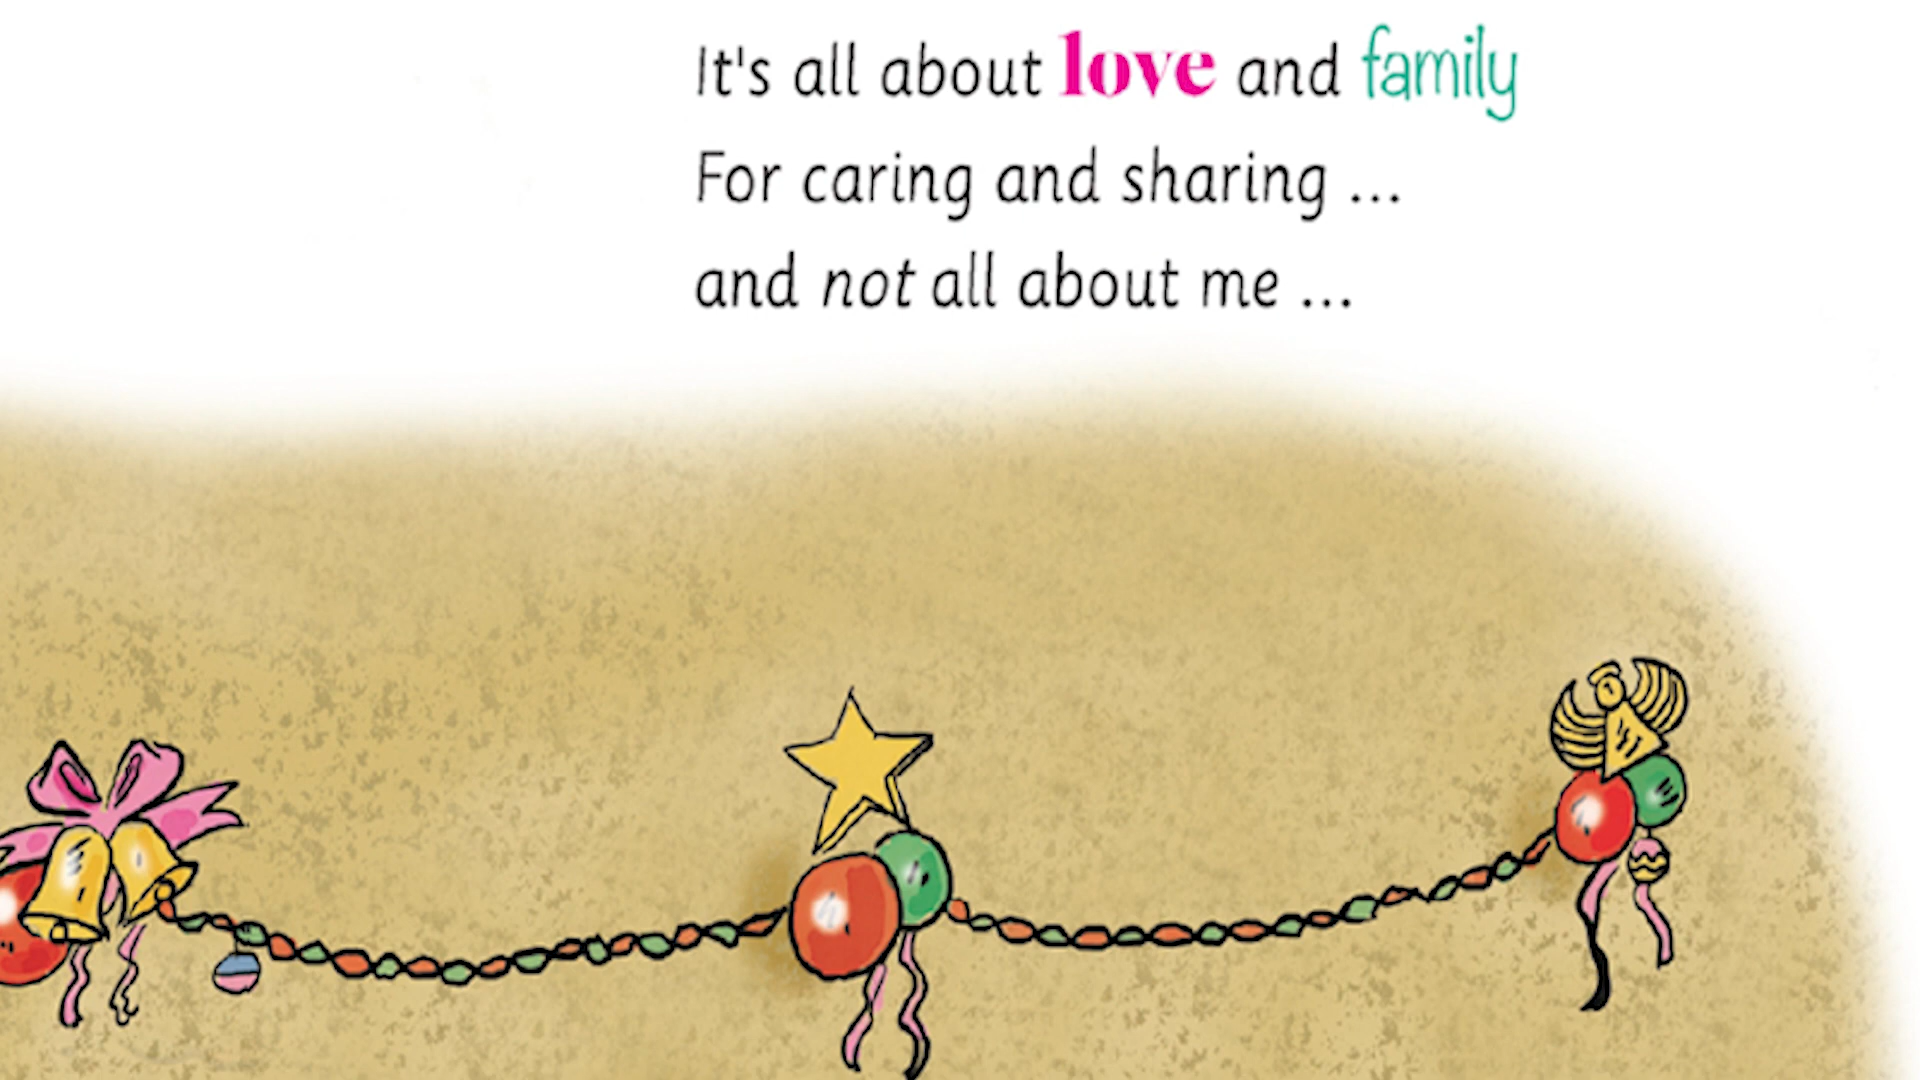 It's all about love and family
For caring and sharing ...
and not all about me ...